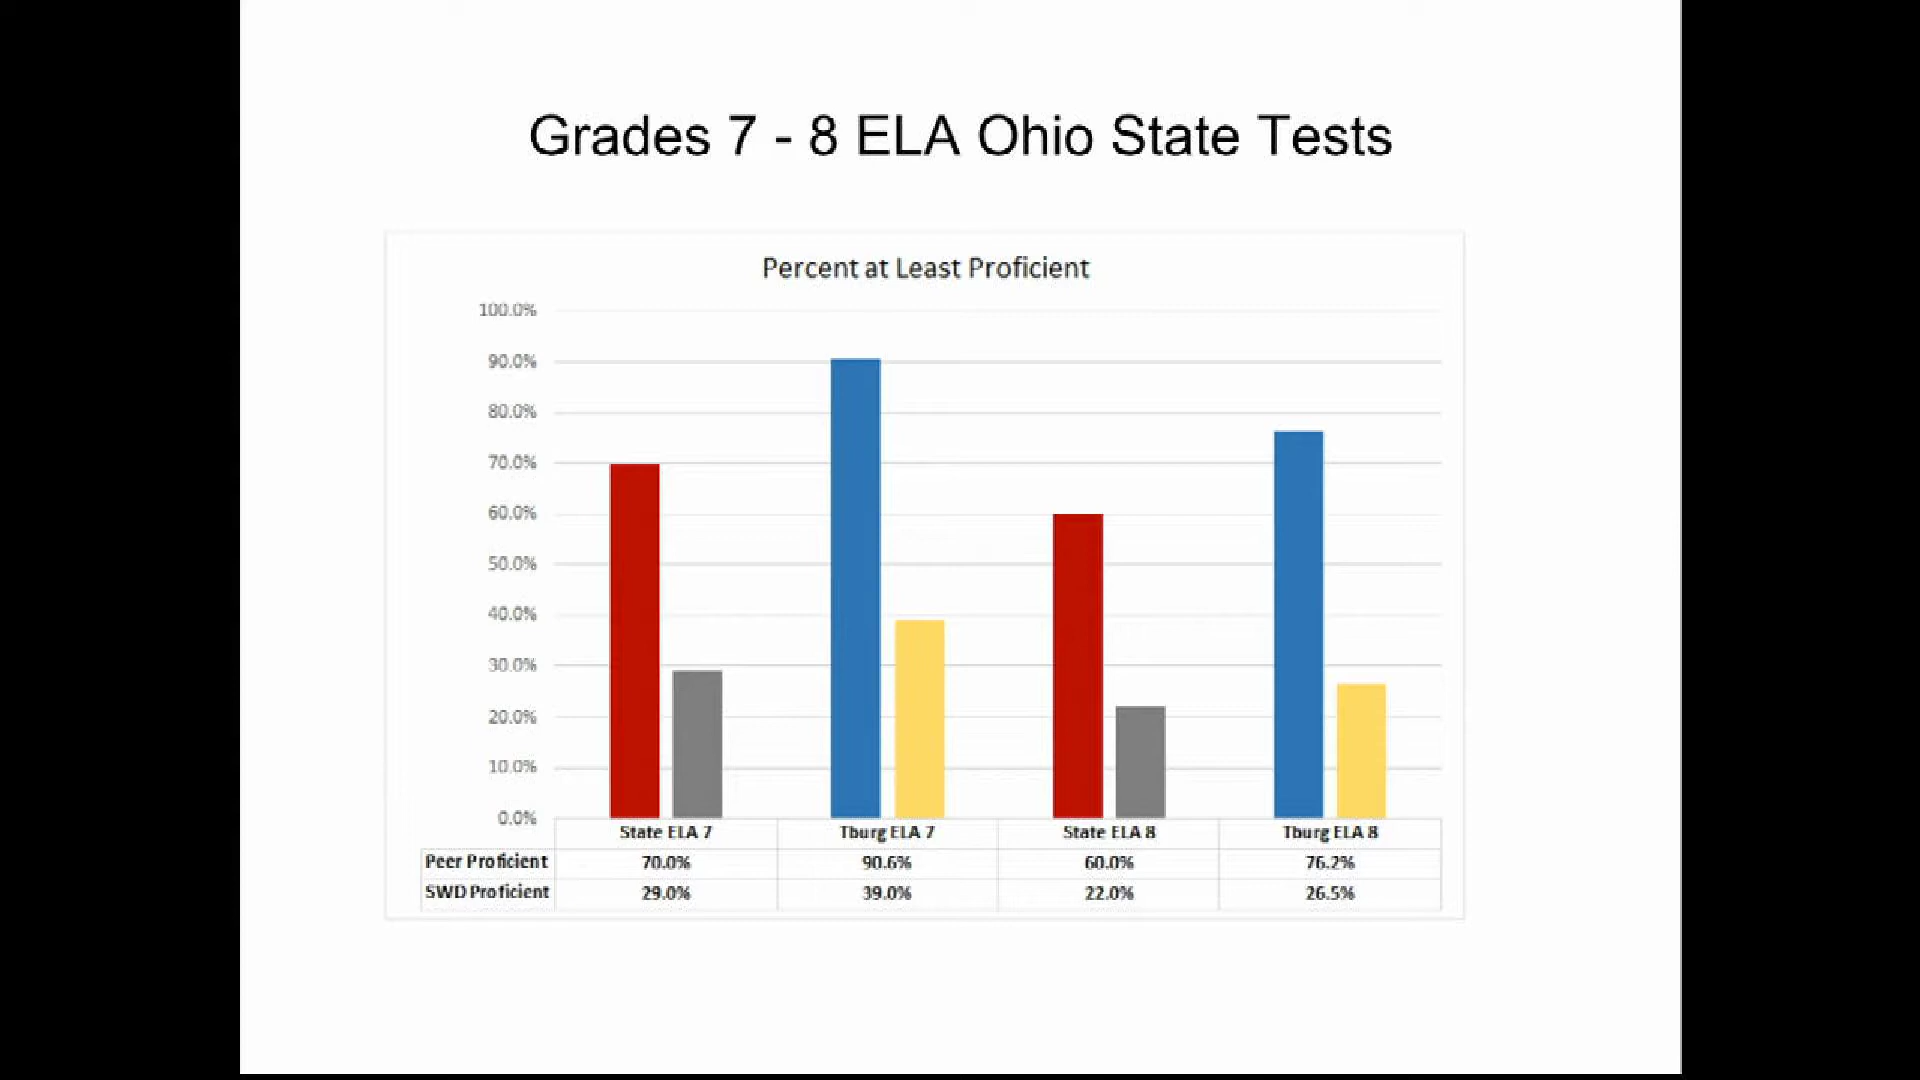 Grades 7 - 8 ELA Ohio State Tests
Percent at Least Proficient
100.0%
90.0%
80.0%
70.0%
60.0%
50.0%
40.0%
30.0%
20.0%
10.0%
0.0%
State ELA 7 Tburg ELA 7 State ELA 8 Tburg ELA 8
Peer Proficient 70.0% 90.6% 60.0% 76.2%
SWD Proficient 29.0% 39.0% 22.0% 26.5%